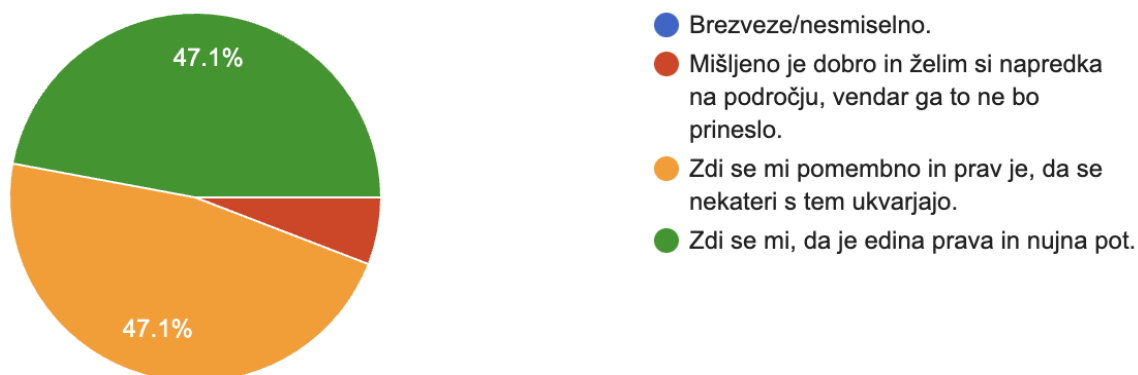 47.1%
47.1%
Brezveze/nesmiselno.
Mišljeno je dobro in želim si napredka
na področju, vendar ga to ne bo
prineslo.
Zdi se mi pomembno in prav je, da se
nekateri s tem ukvarjajo.
Zdi se mi, da je edina prava in nujna pot.